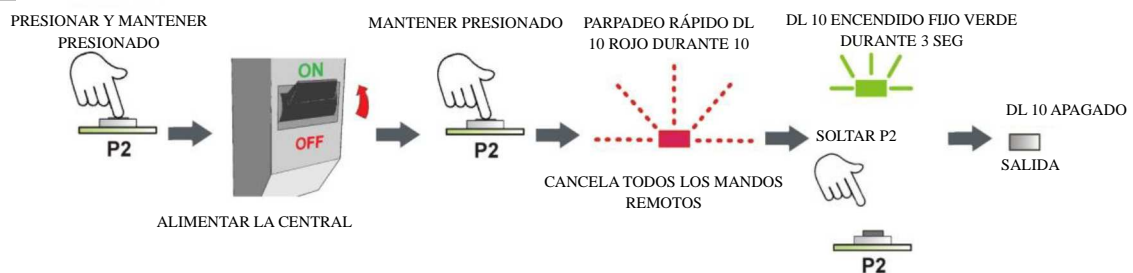 PRESIONAR Y MANTENER
PRESIONADO
P2
ON
OFF
ALIMENTAR LA CENTRAL
MANTENER PRESIONADO
P2
PARPADEO RÁPIDO DL
10 ROJO DURANTE 10
CANCELA TODOS LOS MANDOS
REMOTOS
DL 10 ENCENDIDO FIJO VERDE
DURANTE 3 SEG
SOLTAR P2
P2
DL 10 APAGADO
SALIDA